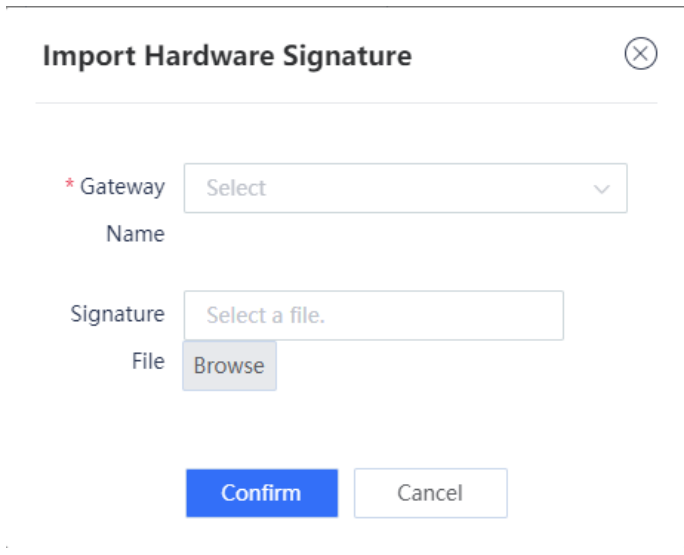 Import Hardware Signature
* Gateway Name
Select
Signature File
Select a file.
Browse
Confirm
Cancel